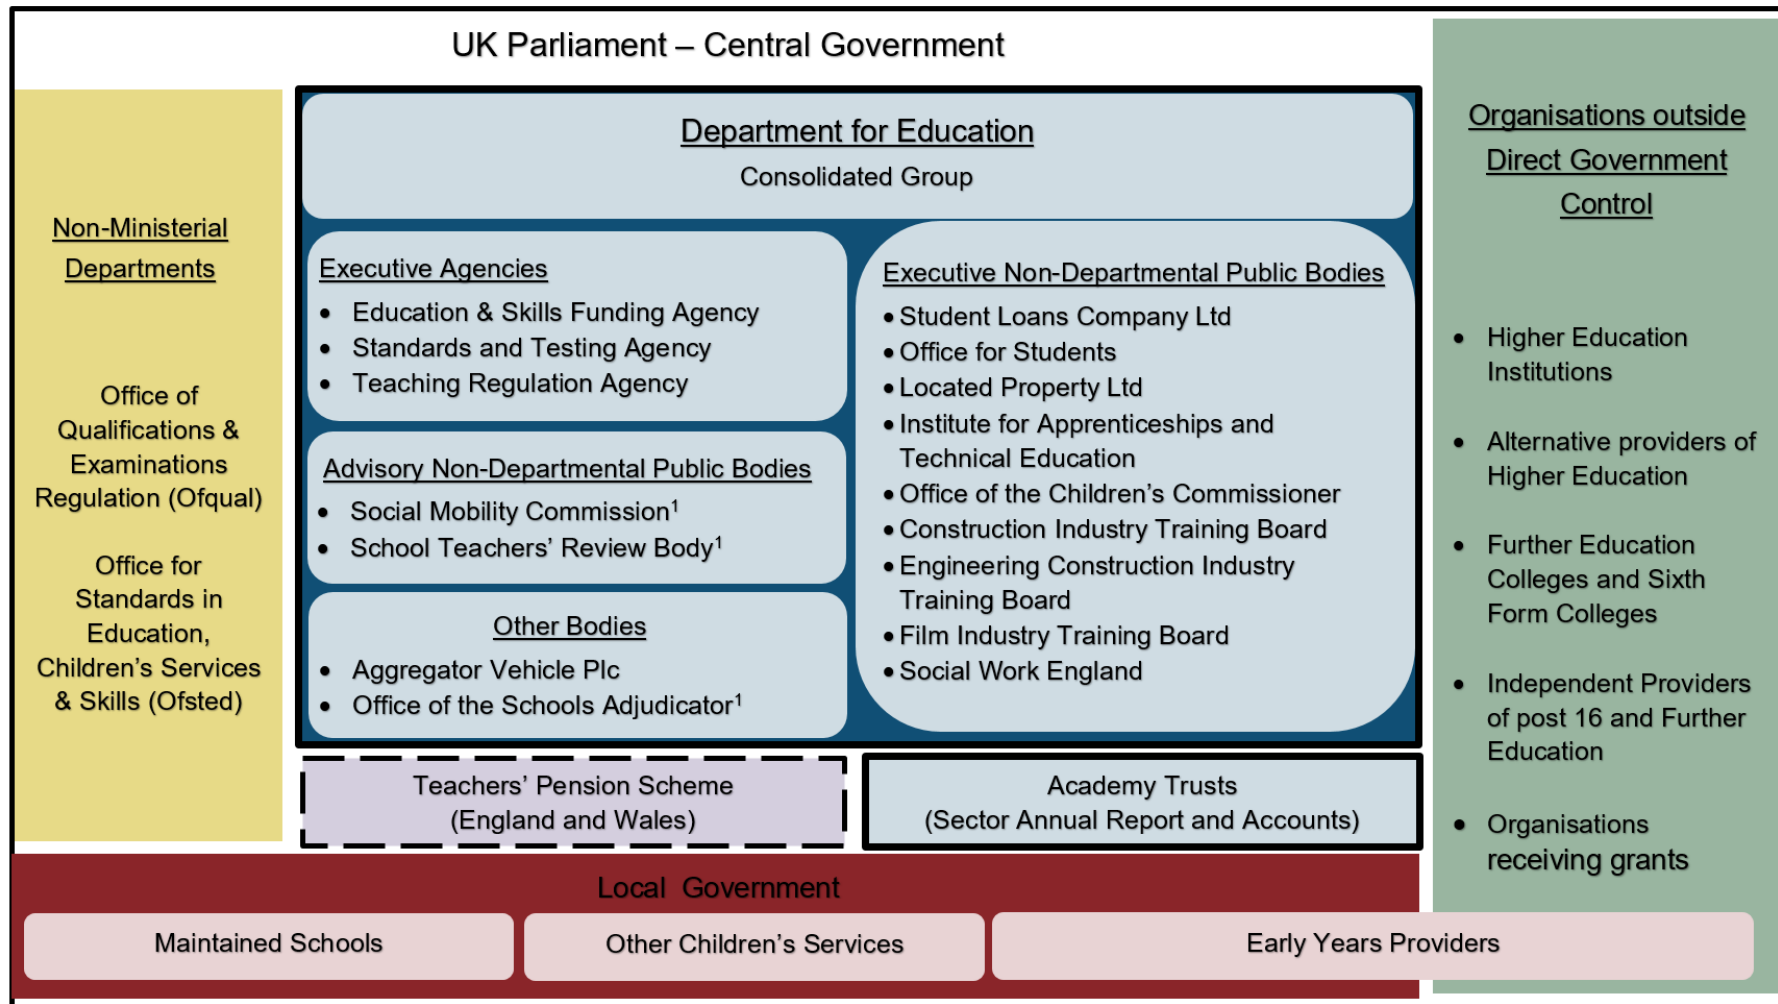 UK Parliament – Central Government
Non-Ministerial
Departments
Office of
Qualifications &
Examinations
Regulation (Ofqual)
Office for
Standards in
Education,
Children’s Services
& Skills (Ofsted)
Department for Education
Consolidated Group
Executive Agencies
• Education & Skills Funding Agency
• Standards and Testing Agency
• Teaching Regulation Agency
Advisory Non-Departmental Public Bodies
• Social Mobility Commission¹
• School Teachers’ Review Body¹
Other Bodies
• Aggregator Vehicle Plc
• Office of the Schools Adjudicator¹
Executive Non-Departmental Public Bodies
• Student Loans Company Ltd
• Office for Students
• Located Property Ltd
• Institute for Apprenticeships and
Technical Education
• Office of the Children’s Commissioner
• Construction Industry Training Board
• Engineering Construction Industry
Training Board
• Film Industry Training Board
• Social Work England
Teachers’ Pension Scheme
(England and Wales)
Academy Trusts
(Sector Annual Report and Accounts)
Organisations outside
Direct Government
Control
• Higher Education
Institutions
• Alternative providers of
Higher Education
• Further Education
Colleges and Sixth
Form Colleges
• Independent Providers
of post 16 and Further
Education
• Organisations
receiving grants
Local Government
Maintained Schools
Other Children’s Services
Early Years Providers